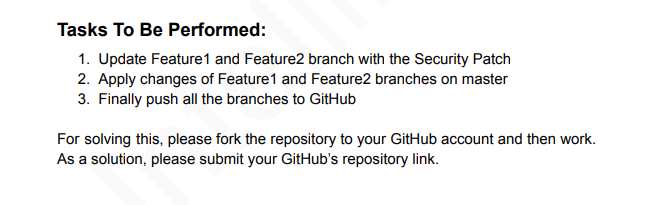 Tasks To Be Performed:
1. Update Feature1 and Feature2 branch with the Security Patch
2. Apply changes of Feature1 and Feature2 branches on master
3. Finally push all the branches to GitHub
For solving this, please fork the repository to your GitHub account and then work.
As a solution, please submit your GitHub's repository link.